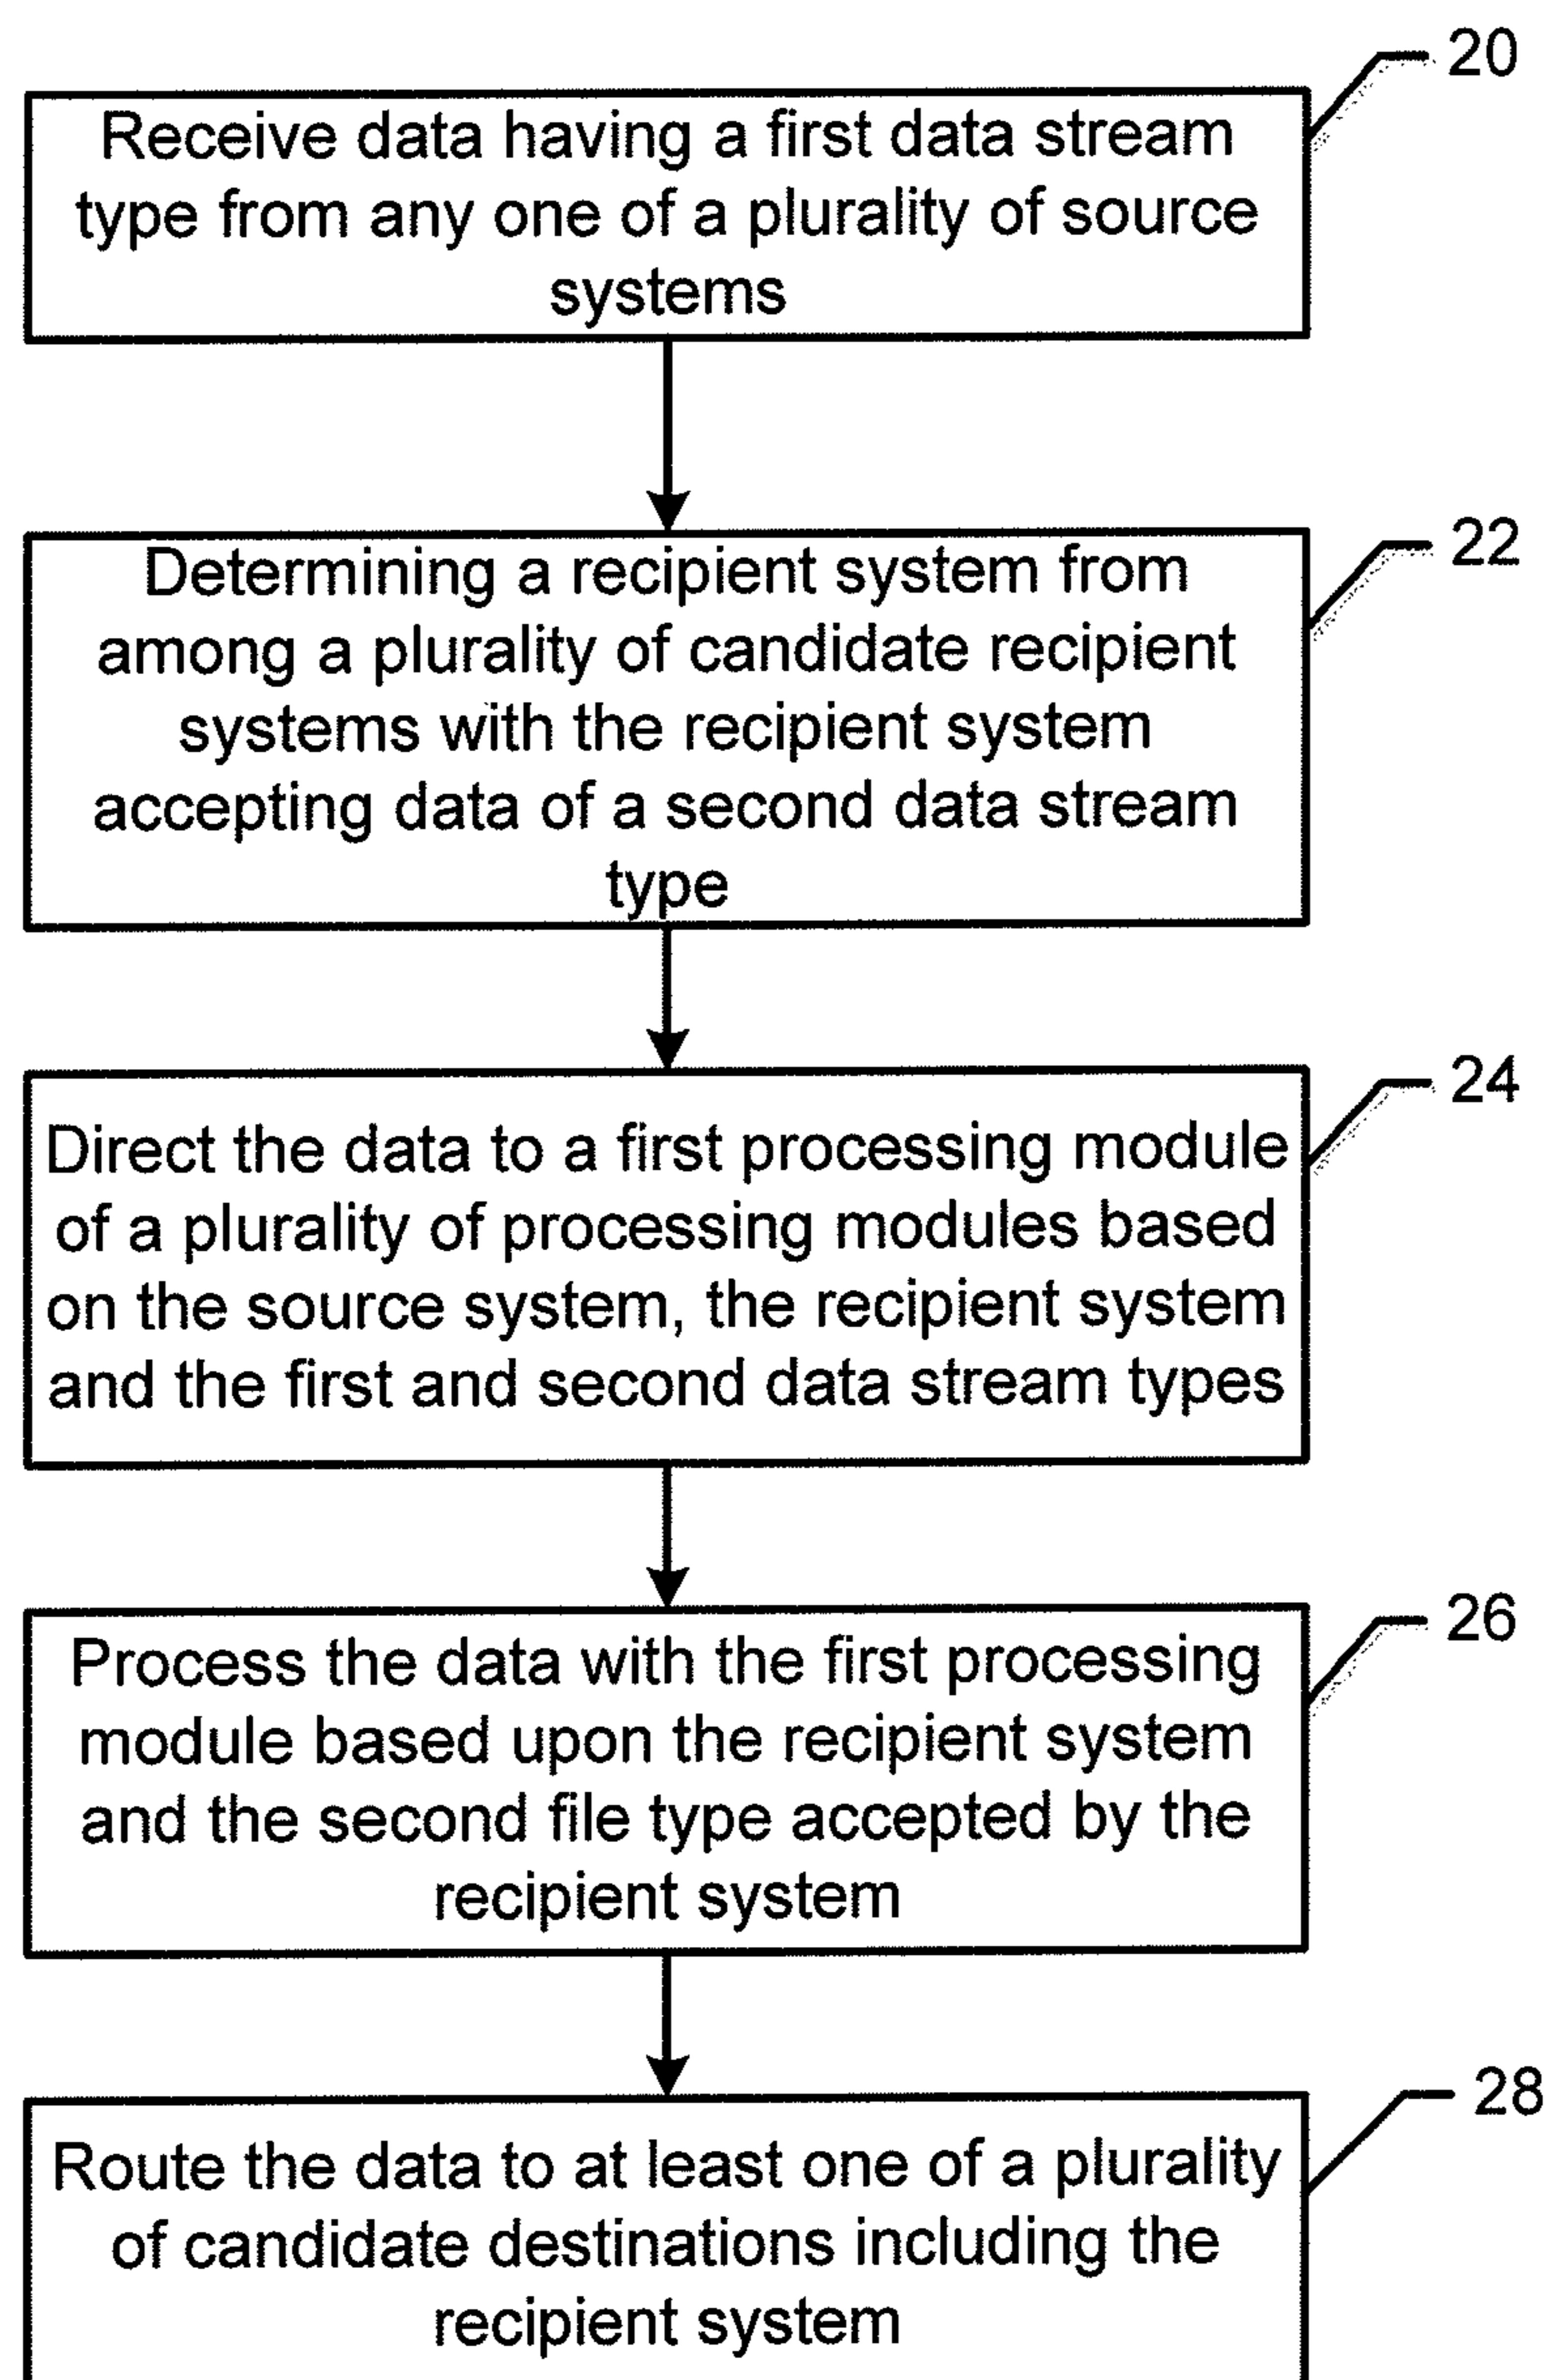 20
Receive data having a first data stream
type from any one of a plurality of source
systems
22
Determining a recipient system from
among a plurality of candidate recipient
systems with the recipient system
accepting data of a second data stream
type
24
Direct the data to a first processing module
of a plurality of processing modules based
on the source system, the recipient system
and the first and second data stream types
26
Process the data with the first processing
module based upon the recipient system
and the second file type accepted by the
recipient system
28
Route the data to at least one of a plurality
of candidate destinations including the
recipient system